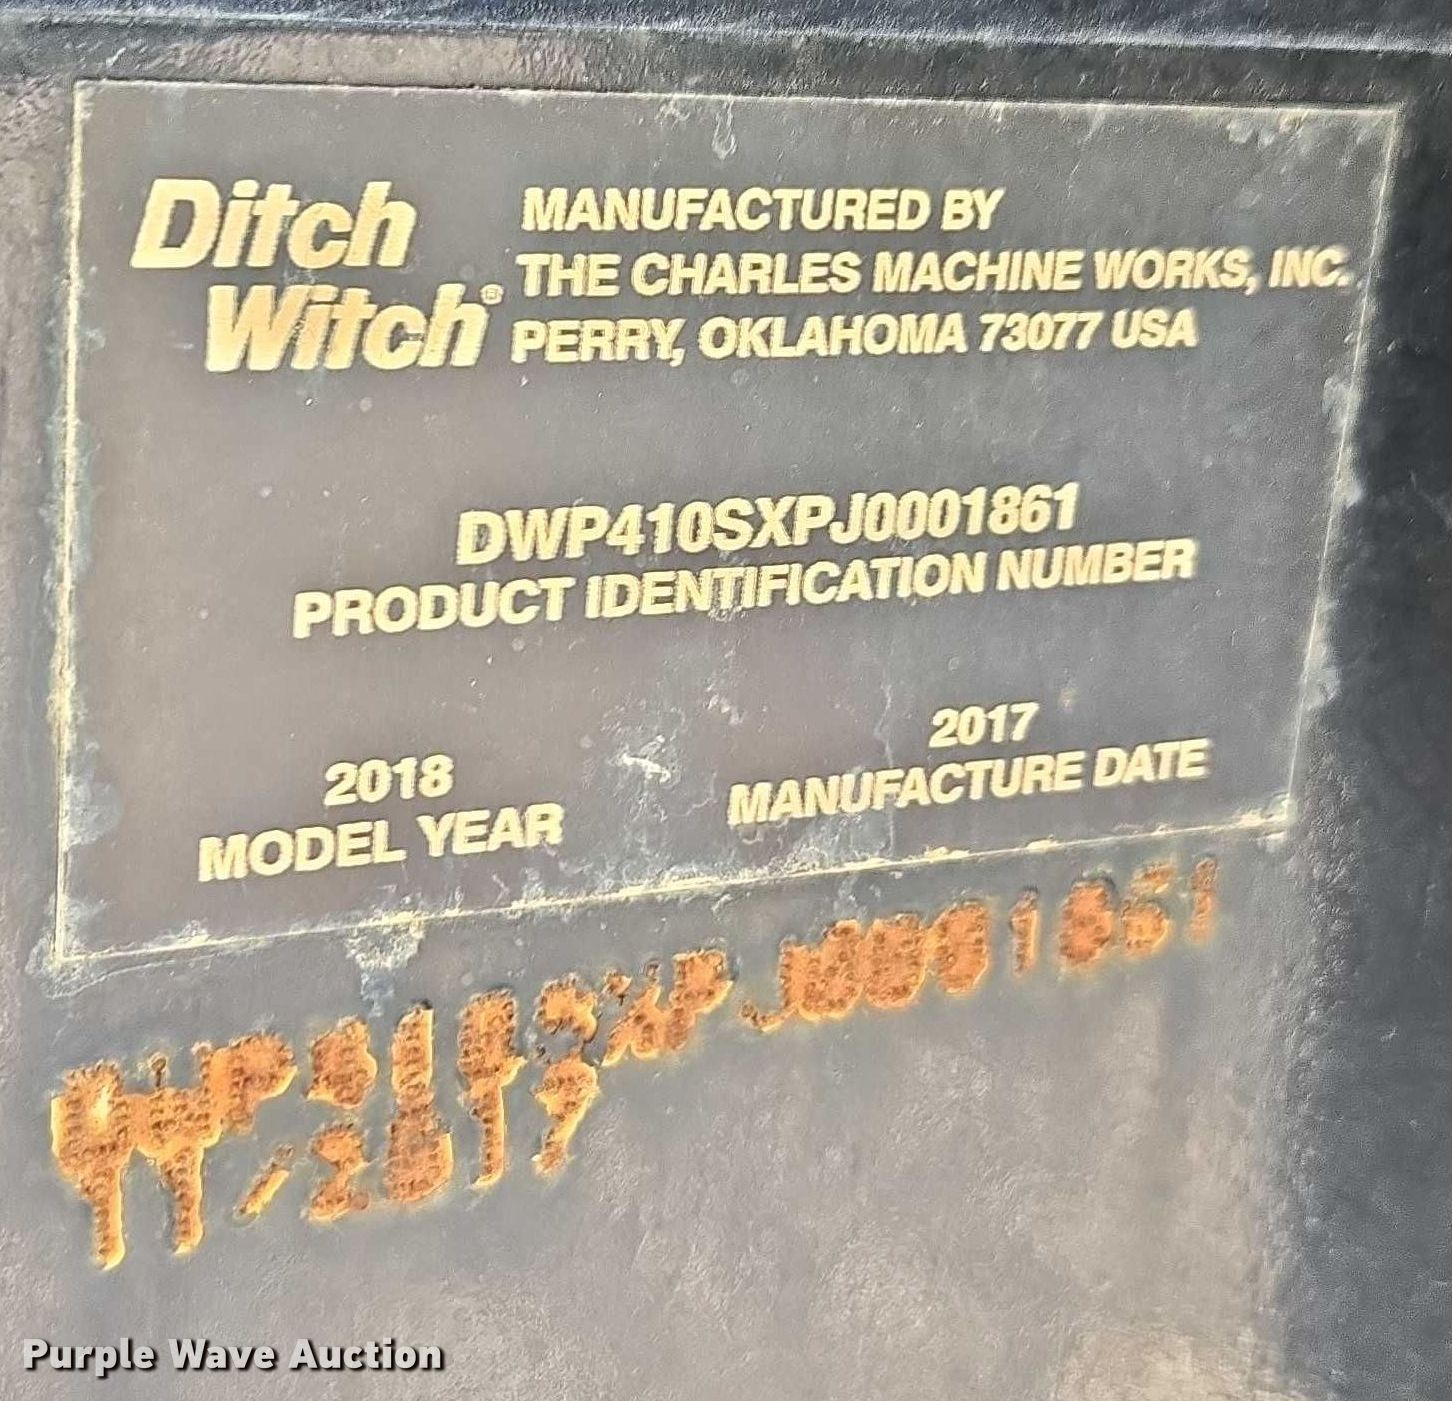 Ditch
Witch®
MANUFACTURED BY
THE CHARLES MACHINE WORKS, INC.
PERRY, OKLAHOMA 73077 USA
DWP410SXPJ0001861
PRODUCT IDENTIFICATION NUMBER
2018
MODEL YEAR
2017
MANUFACTURE DATE
Purple Wave Auction